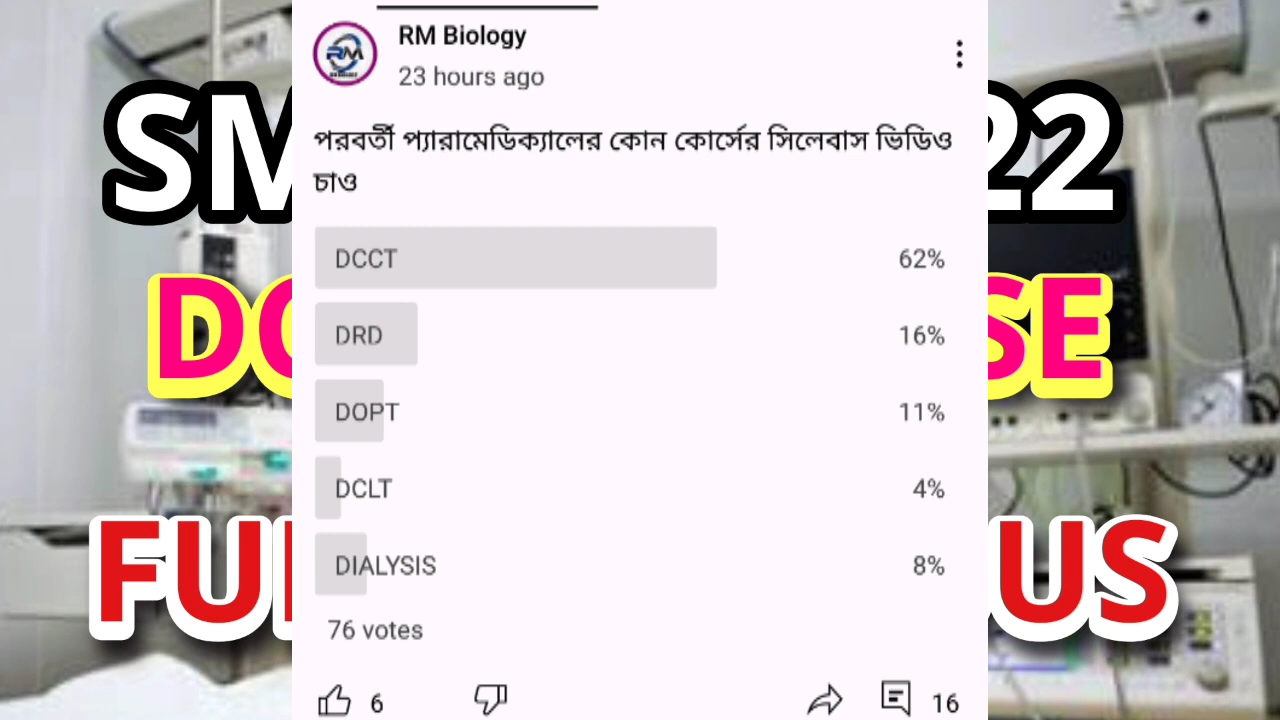 RM Biology
23 hours ago
পরবর্তী প্যারামেডিক্যালের কোন কোর্সের সিলেবাস ভিডিও
চাও
DCCT 62%
DRD 16%
DOPT 11%
DCLT 4%
DIALYSIS 8%
76 votes
6 16